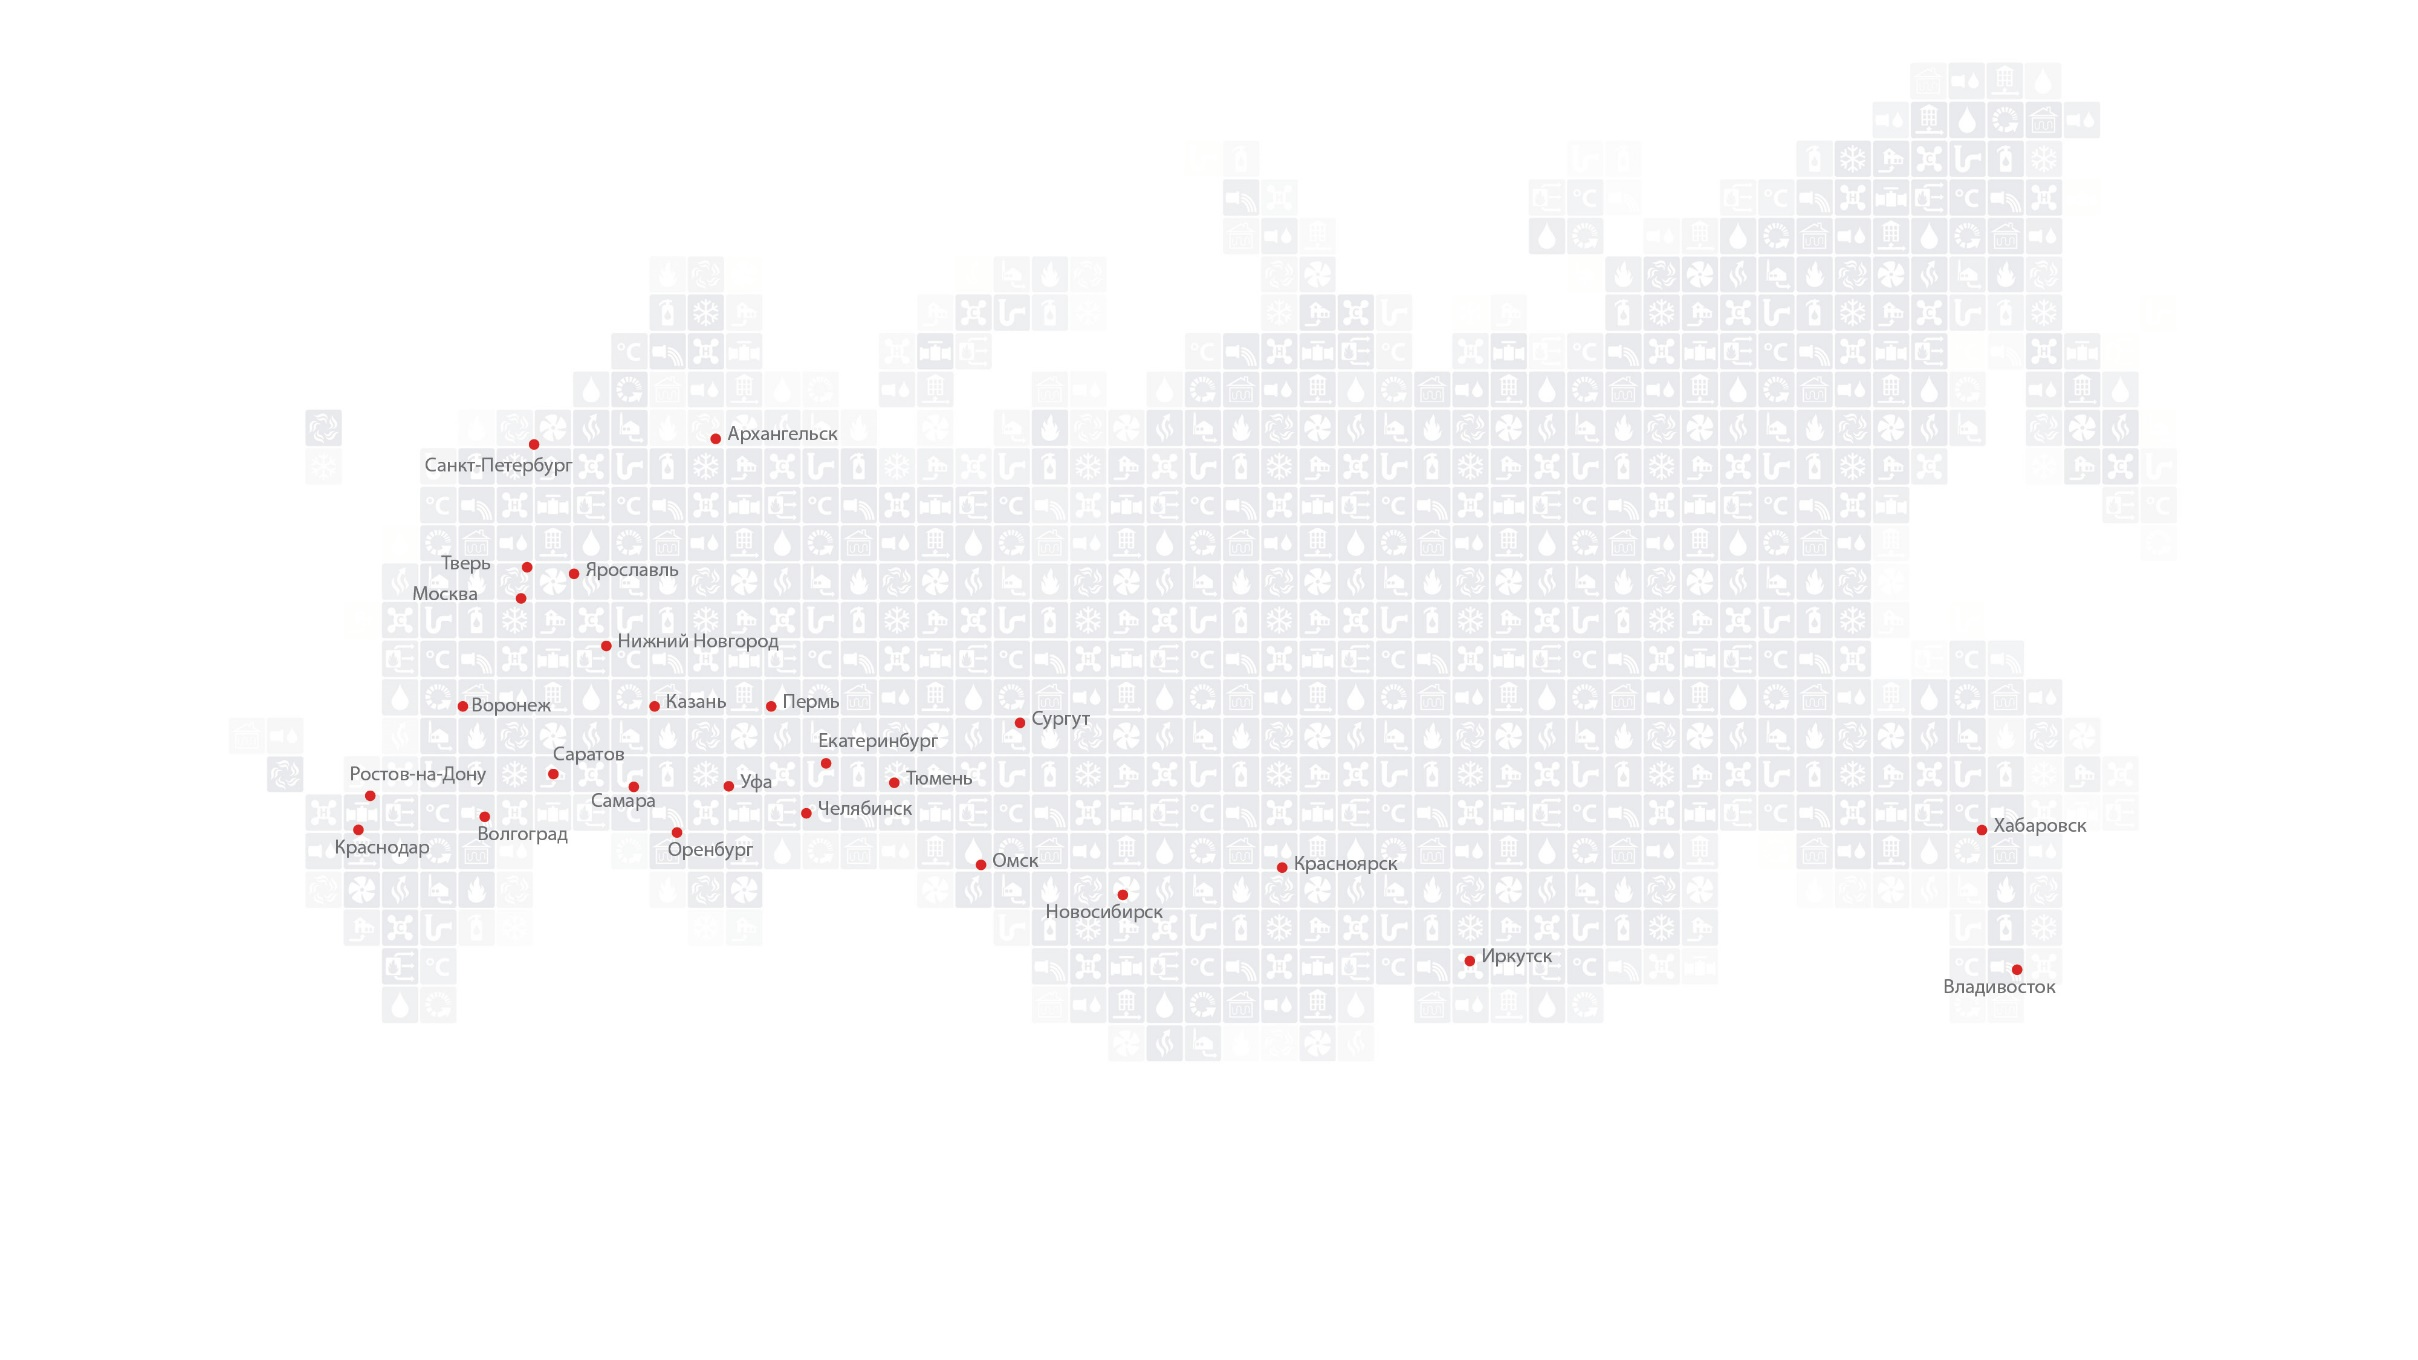 Архангельск
Санкт-Петербург
Тверь
Ярославль
Москва
Нижний Новгород
Воронеж
Казань
Пермь
Сургут
Екатеринбург
Саратов
Ростов-на-Дону
Уфа
Тюмень
Самара
Челябинск
Волгоград
Хабаровск
Краснодар
Оренбург
Омск
Красноярск
Новосибирск
Иркутск
Владивосток